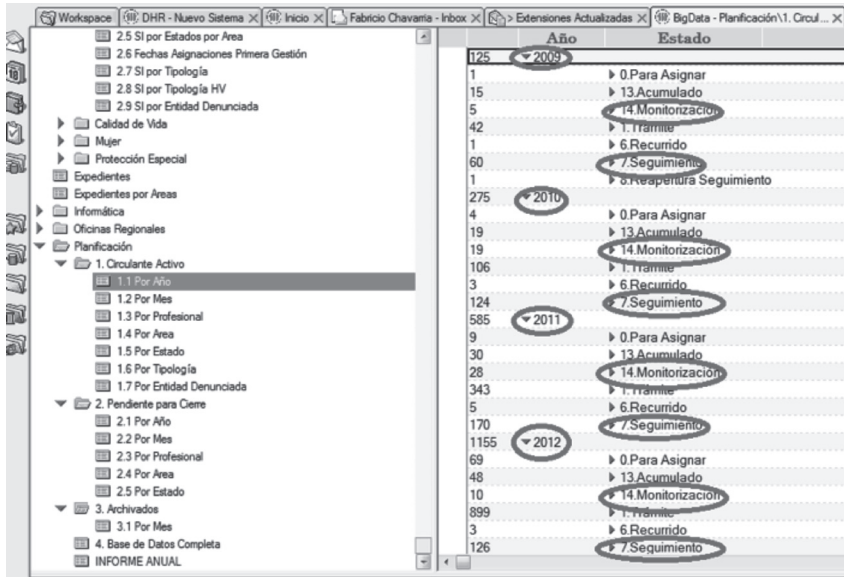 Workspace DHR - Nuevo Sistema Inicio Fabricio Chavarria - Inbox > Extensiones Actualizadas BigData - Planificación\1. Circul ...
2.5 SI por Estados por Area
2.6 Fechas Asignaciones Primera Gestión
2.7 SI por Tipología
2.8 SI por Tipología HV
2.9 SI por Entidad Denunciada
Calidad de Vida
Mujer
Protección Especial
Expedientes
Expedientes por Areas
Informática
Oficinas Regionales
Planificación
1. Circulante Activo
1.1 Por Año
1.2 Por Mes
1.3 Por Profesional
1.4 Por Area
1.5 Por Estado
1.6 Por Tipología
1.7 Por Entidad Denunciada
2. Pendiente para Cierre
2.1 Por Año
2.2 Por Mes
2.3 Por Profesional
2.4 Por Area
2.5 Por Estado
3. Archivados
3.1 Por Mes
4. Base de Datos Completa
INFORME ANUAL
Año Estado
125 2009
1 0.Para Asignar
15 13.Acumulado
5 14.Monitorización
42 1.Tramite
1 6.Recurrido
60 7.Seguimiento
1 8.Reapertura Seguimiento
275 2010
4 0.Para Asignar
19 13.Acumulado
19 14.Monitorización
106 1.Tramite
3 6.Recurrido
124 7.Seguimiento
585 2011
9 0.Para Asignar
30 13.Acumulado
28 14.Monitorización
343 1.Tramite
5 6.Recurrido
170 7.Seguimiento
1155 2012
69 0.Para Asignar
48 13.Acumulado
10 14.Monitorización
899 1.Tramite
3 6.Recurrido
126 7.Seguimiento